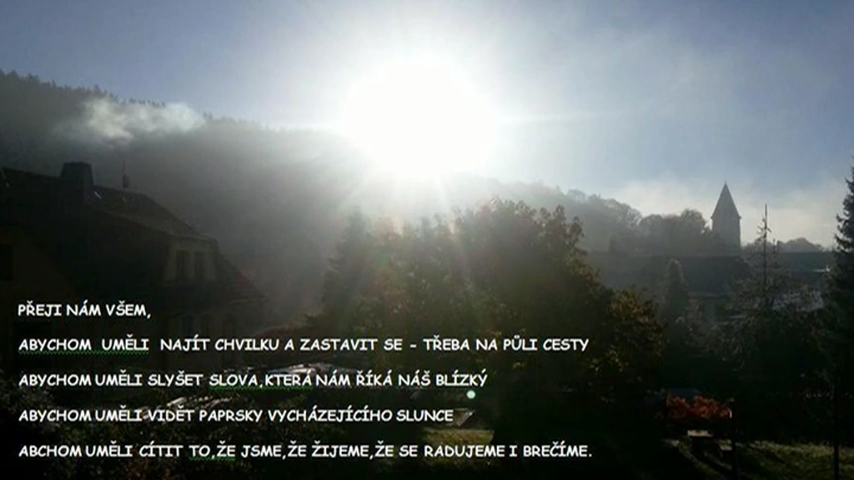 PŘEJI NÁM VŠEM,
ABYCHOM UMĚLI NAJÍT CHVILKU A ZASTAVIT SE - TŘEBA NA PŮLI CESTY
ABYCHOM UMĚLI SLYŠET SLOVA,KTERÁ NÁM ŘÍKÁ NÁŠ BLÍZKÝ
ABYCHOM UMĚLI VIDĚT PAPRSKY VYCHÁZEJÍCÍHO SLUNCE
ABCHOM UMĚLI CÍTIT TO,ŽE JSME,ŽE ŽIJEME,ŽE SE RADUJEME I BREČÍME.